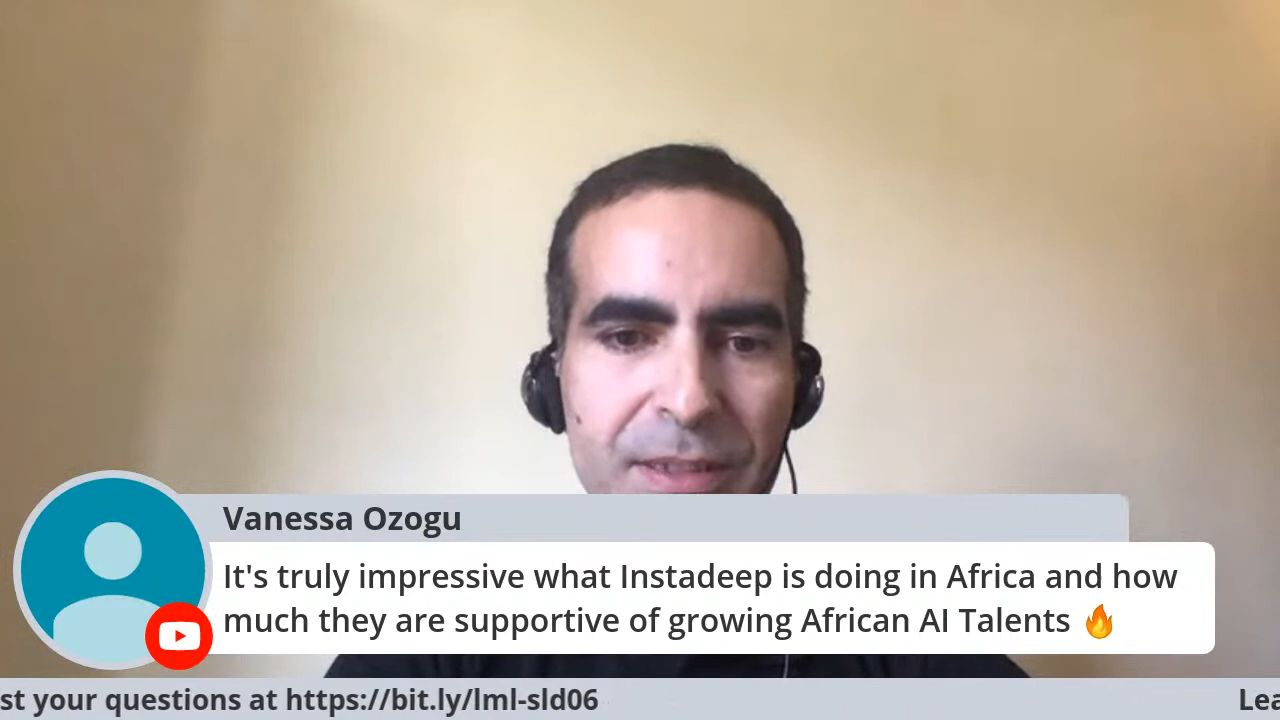 Vanessa Ozogu
It's truly impressive what Instadeep is doing in Africa and how
much they are supportive of growing African AI Talents 🔥
st your questions at https://bit.ly/lml-sld06
Lea